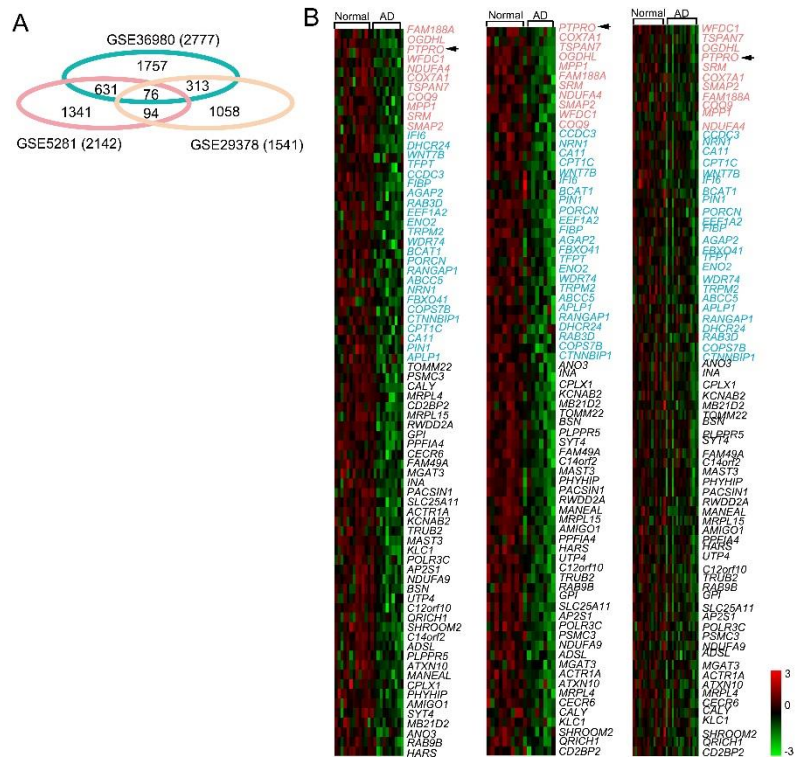 A
GSE36980 (2777)
1757
631
313
76
1341
94
1058
GSE5281 (2142)
GSE29378 (1541)
B
Normal
AD
FAM188A
OGDHL
PTPRO
WFDC1
NDUFA4
COX7A1
TSPAN7
COQ9
MPP1
SRM
SMAP2
IFI6
DHCR24
WNT7B
TFPT
CCDC3
FIBP
AGAP2
RAB3D
EEF1A2
ENO2
TRPM2
WDR74
BCAT1
PORCN
RANGAP1
ABCC5
NRN1
FBXO41
COPS7B
CTNNBIP1
CPT1C
CA11
PIN1
APLP1
TOMM22
PSMC3
CALY
MRPL4
CD2BP2
MRPL15
RWDD2A
GPI
PPFIA4
CECR6
FAM49A
MGAT3
INA
PACSIN1
SLC25A11
ACTR1A
KCNAB2
TRUB2
MAST3
KLC1
POLR3C
AP2S1
NDUFA9
BSN
UTP4
C12orf10
QRICH1
SHROOM2
C14orf2
ADSL
PLPPR5
ATXN10
MANEAL
CPLX1
PHYHIP
AMIGO1
SYT4
MB21D2
ANO3
RAB9B
HARS
Normal
AD
PTPRO
COX7A1
TSPAN7
OGDHL
MPP1
FAM188A
SRM
NDUFA4
SMAP2
WFDC1
COQ9
CCDC3
NRN1
CA11
CPT1C
WNT7B
IFI6
BCAT1
PIN1
PORCN
EEF1A2
FIBP
AGAP2
FBXO41
TFPT
ENO2
WDR74
TRPM2
ABCC5
APLP1
RANGAP1
DHCR24
RAB3D
COPS7B
CTNNBIP1
ANO3
INA
CPLX1
KCNAB2
MB21D2
TOMM22
BSN
PLPPR5
SYT4
FAM49A
C14orf2
MAST3
PHYHIP
PACSIN1
RWDD2A
MANEAL
MRPL15
AMIGO1
PPFIA4
HARS
UTP4
C12orf10
TRUB2
RAB9B
GPI
SLC25A11
AP2S1
POLR3C
PSMC3
NDUFA9
ADSL
MGAT3
ACTR1A
ATXN10
MRPL4
CECR6
CALY
KLC1
SHROOM2
QRICH1
CD2BP2
Normal
AD
WFDC1
TSPAN7
OGDHL
PTPRO
SRM
COX7A1
SMAP2
FAM188A
COQ9
MPP1
NDUFA4
CCDC3
NRN1
CA11
CPT1C
WNT7B
IFI6
BCAT1
PIN1
PORCN
EEF1A2
FIBP
AGAP2
FBXO41
TFPT
ENO2
WDR74
TRPM2
ABCC5
APLP1
RANGAP1
DHCR24
RAB3D
COPS7B
CTNNBIP1
ANO3
INA
CPLX1
KCNAB2
MB21D2
TOMM22
BSN
PLPPR5
SYT4
FAM49A
C14orf2
MAST3
PHYHIP
PACSIN1
RWDD2A
MANEAL
MRPL15
AMIGO1
PPFIA4
HARS
UTP4
C12orf10
TRUB2
RAB9B
GPI
SLC25A11
AP2S1
POLR3C
PSMC3
NDUFA9
ADSL
MGAT3
ACTR1A
ATXN10
MRPL4
CECR6
CALY
KLC1
SHROOM2
QRICH1
CD2BP2
3
0
-3